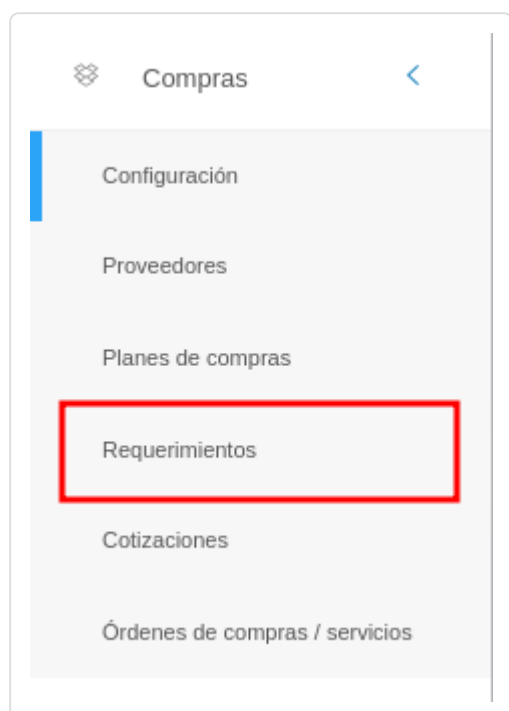 Compras
Configuración
Proveedores
Planes de compras
Requerimientos
Cotizaciones
Órdenes de compras / servicios